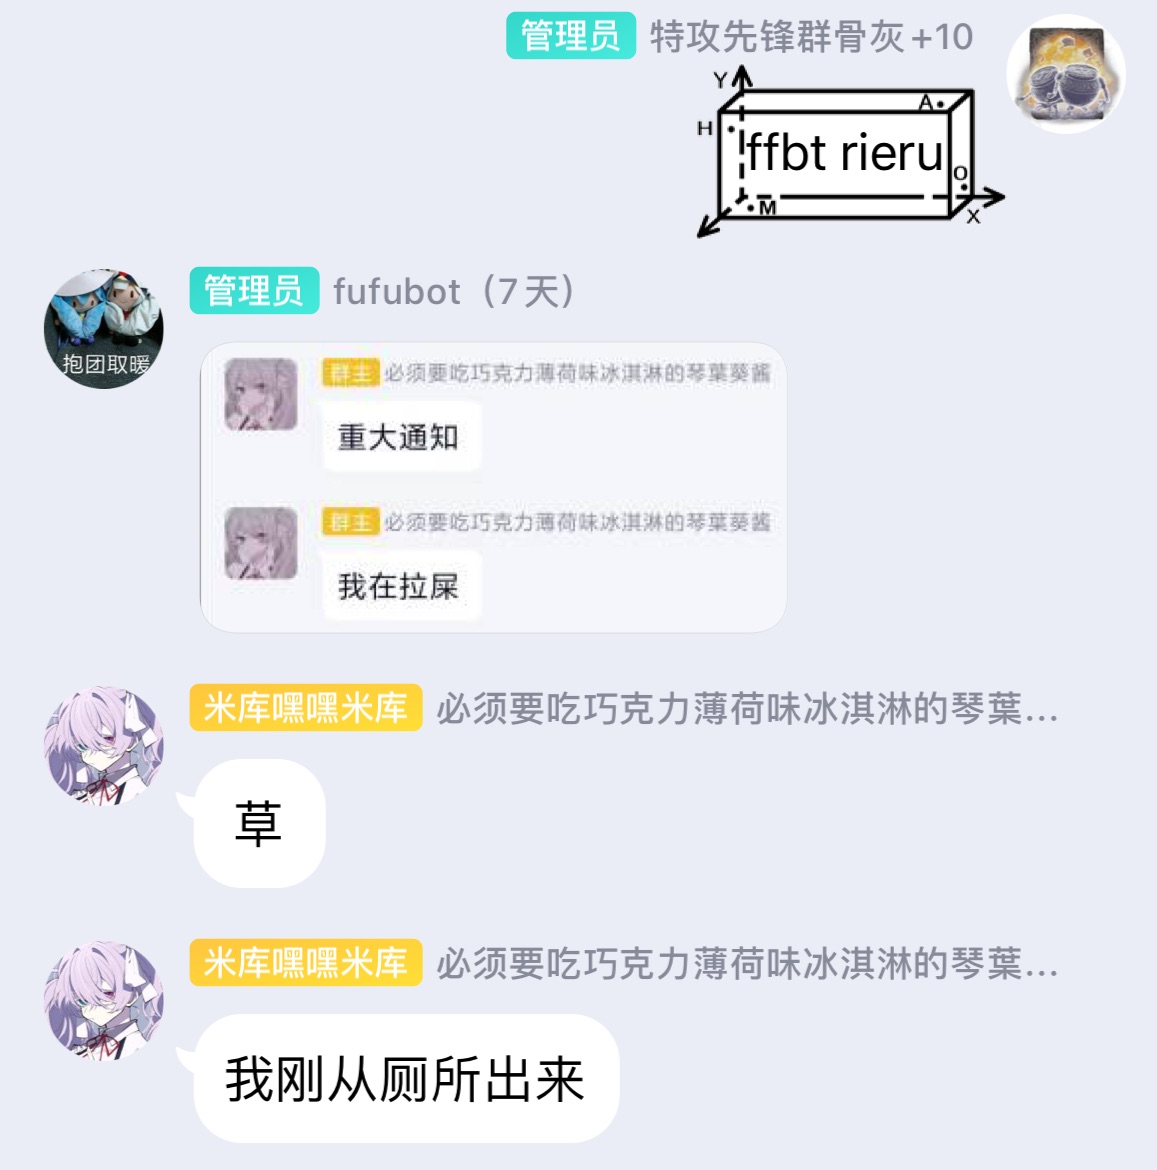 管理员 特攻先锋群骨灰+10
Y
A
H
ffbt rieru
O
M
X
抱团取暖
管理员 fufubot（7天）
群主 必须要吃巧克力薄荷味冰淇淋的琴葉葵醬
重大通知
群主 必须要吃巧克力薄荷味冰淇淋的琴葉葵醬
我在拉屎
米库嘿嘿米库 必须要吃巧克力薄荷味冰淇淋的琴葉...
草
米库嘿嘿米库 必须要吃巧克力薄荷味冰淇淋的琴葉...
我刚从厕所出来